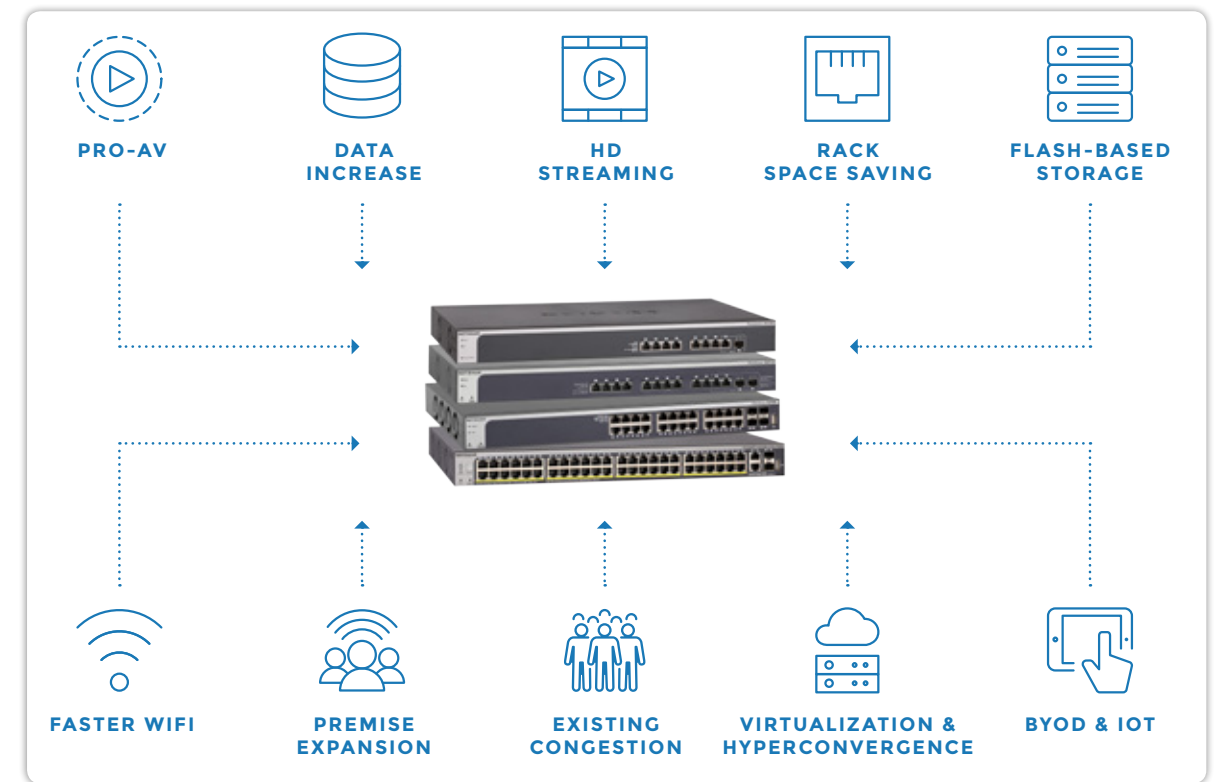 PRO-AV
DATA
INCREASE
HD
STREAMING
RACK
SPACE SAVING
FLASH-BASED
STORAGE
FASTER WIFI
PREMISE
EXPANSION
EXISTING
CONGESTION
VIRTUALIZATION &
HYPERCONVERGENCE
BYOD & IOT